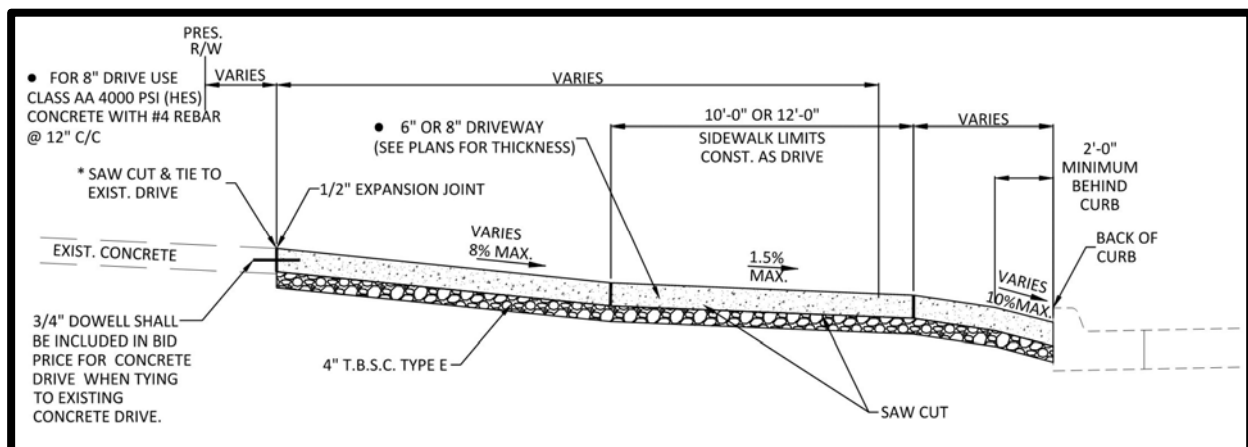 PRES.
R/W
VARIES
VARIES
● FOR 8" DRIVE USE
CLASS AA 4000 PSI (HES)
CONCRETE WITH #4 REBAR
@ 12" C/C
● 6" OR 8" DRIVEWAY
(SEE PLANS FOR THICKNESS)
10'-0" OR 12'-0"
SIDEWALK LIMITS
CONST. AS DRIVE
VARIES
2'-0"
MINIMUM
BEHIND
CURB
* SAW CUT & TIE TO
EXIST. DRIVE
1/2" EXPANSION JOINT
EXIST. CONCRETE
VARIES
8% MAX.
1.5%
MAX.
BACK OF
CURB
VARIES
10%MAX.
3/4" DOWELL SHALL
BE INCLUDED IN BID
PRICE FOR CONCRETE
DRIVE WHEN TYING
TO EXISTING
CONCRETE DRIVE.
4" T.B.S.C. TYPE E
SAW CUT